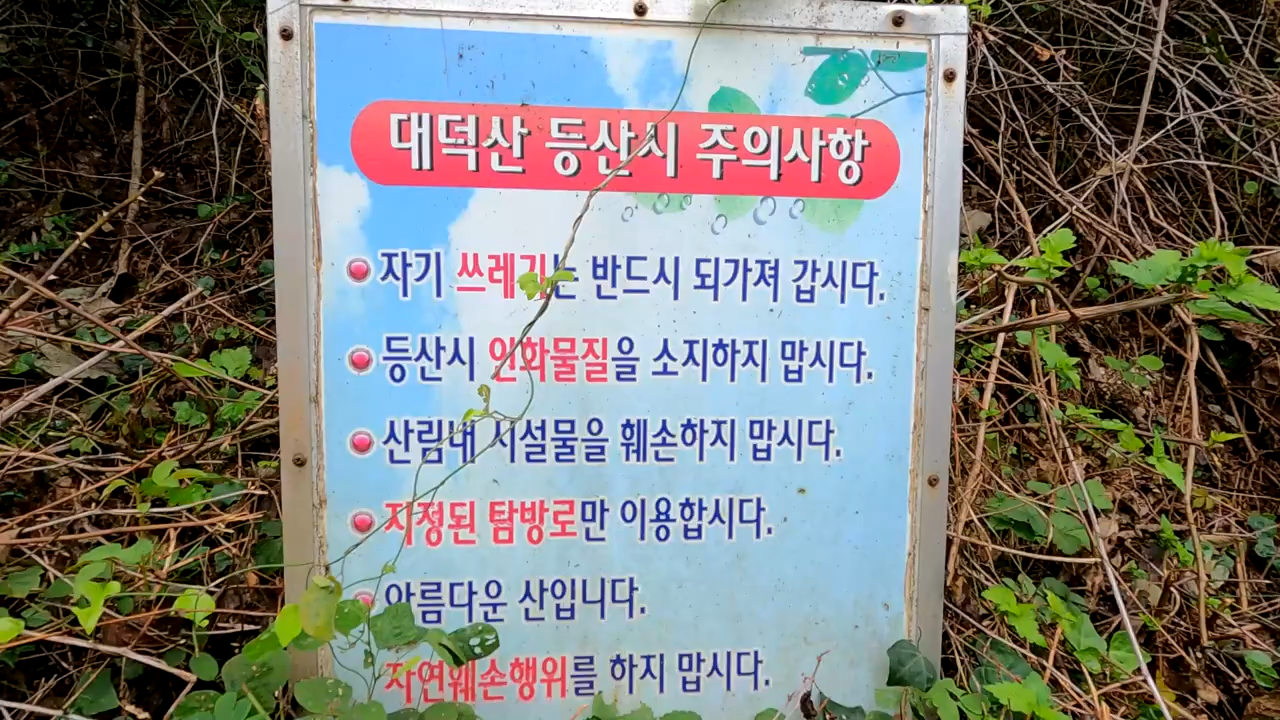 대덕산 등산시 주의사항
자기 쓰레기는 반드시 되가져 갑시다.
등산시 인화물질을 소지하지 맙시다.
산림내 시설물을 훼손하지 맙시다.
지정된 탐방로만 이용합시다.
아름다운 산입니다.
자연훼손행위를 하지 맙시다.